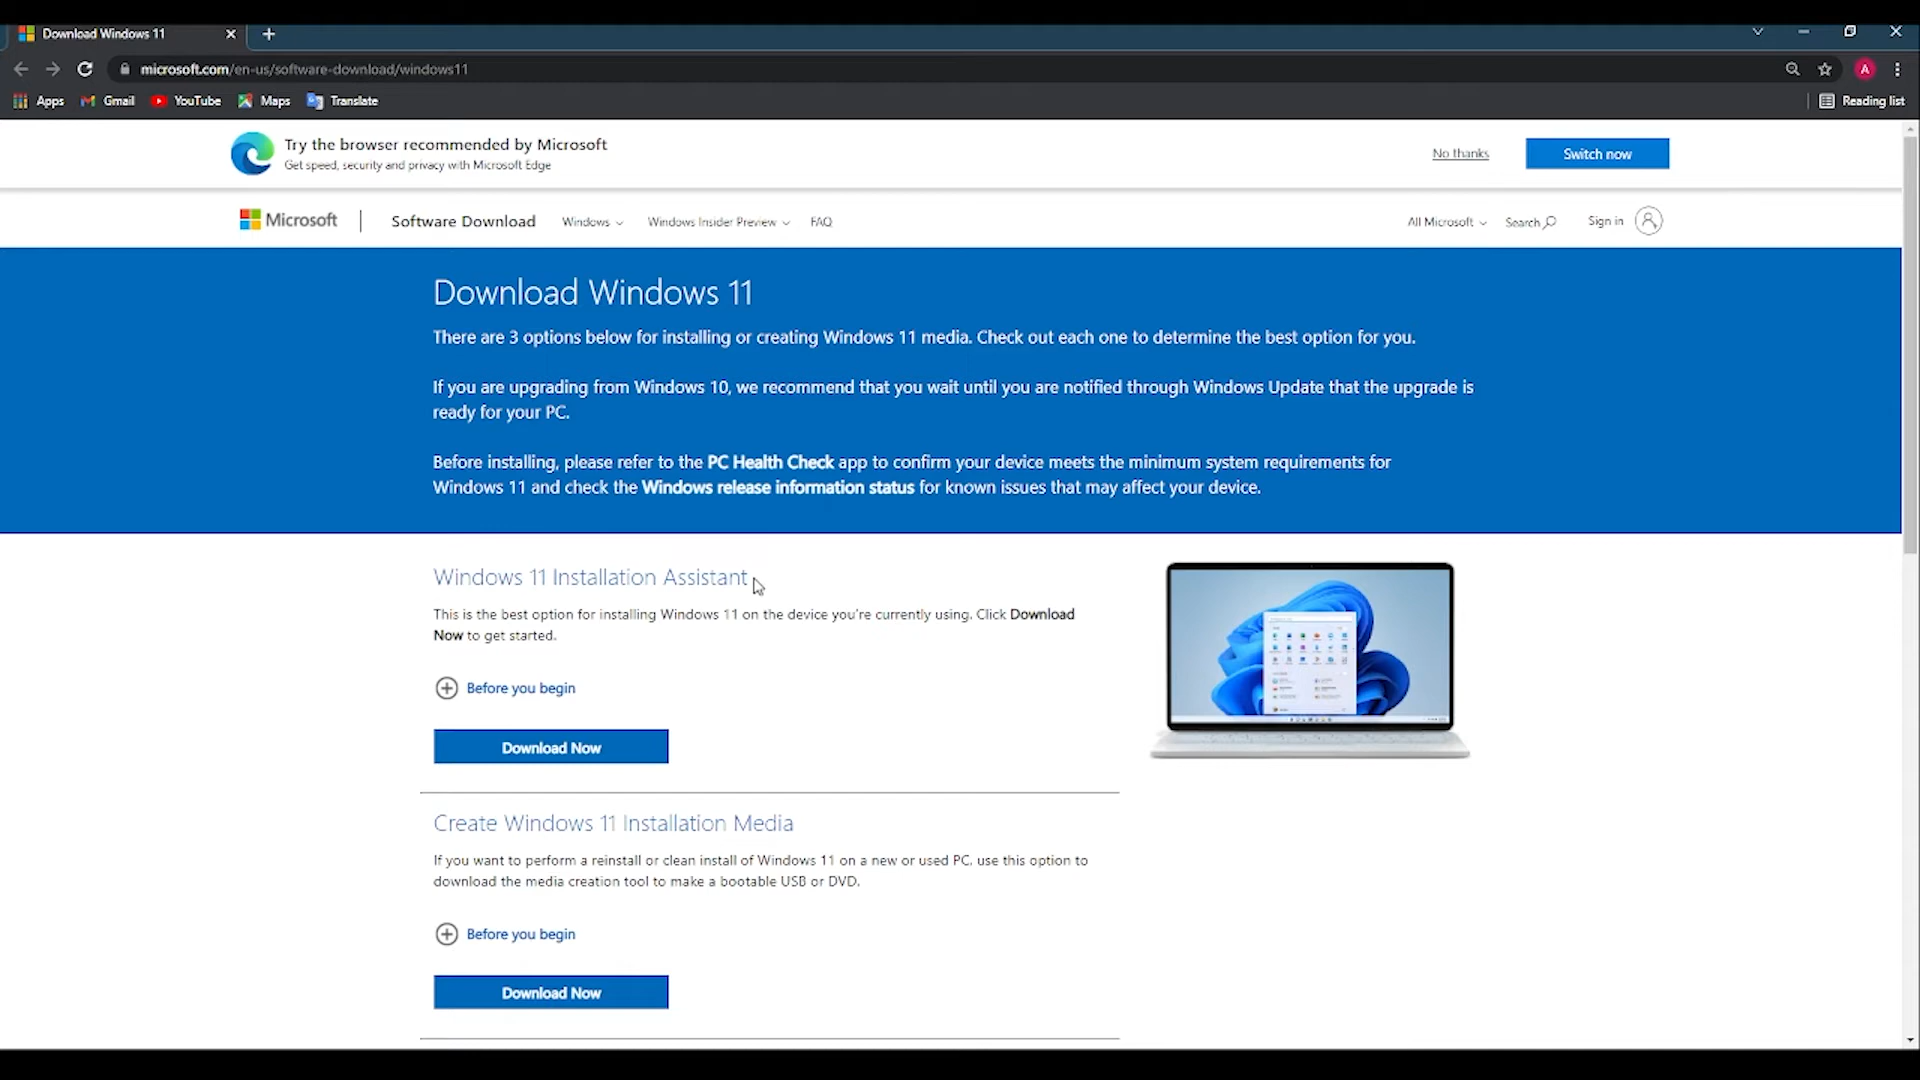 Download Windows 11
microsoft.com/en-us/software-download/windows11
A
Apps Gmail YouTube Maps Translate Reading list
Try the browser recommended by Microsoft
Get speed, security and privacy with Microsoft Edge
No thanks
Switch now
Microsoft Software Download Windows Windows Insider Preview FAQ All Microsoft Search Sign in
Download Windows 11
There are 3 options below for installing or creating Windows 11 media. Check out each one to determine the best option for you.
If you are upgrading from Windows 10, we recommend that you wait until you are notified through Windows Update that the upgrade is
ready for your PC.
Before installing, please refer to the PC Health Check app to confirm your device meets the minimum system requirements for
Windows 11 and check the Windows release information status for known issues that may affect your device.
Windows 11 Installation Assistant
This is the best option for installing Windows 11 on the device you're currently using. Click Download
Now to get started.
Before you begin
Download Now
Create Windows 11 Installation Media
If you want to perform a reinstall or clean install of Windows 11 on a new or used PC, use this option to
download the media creation tool to make a bootable USB or DVD.
Before you begin
Download Now